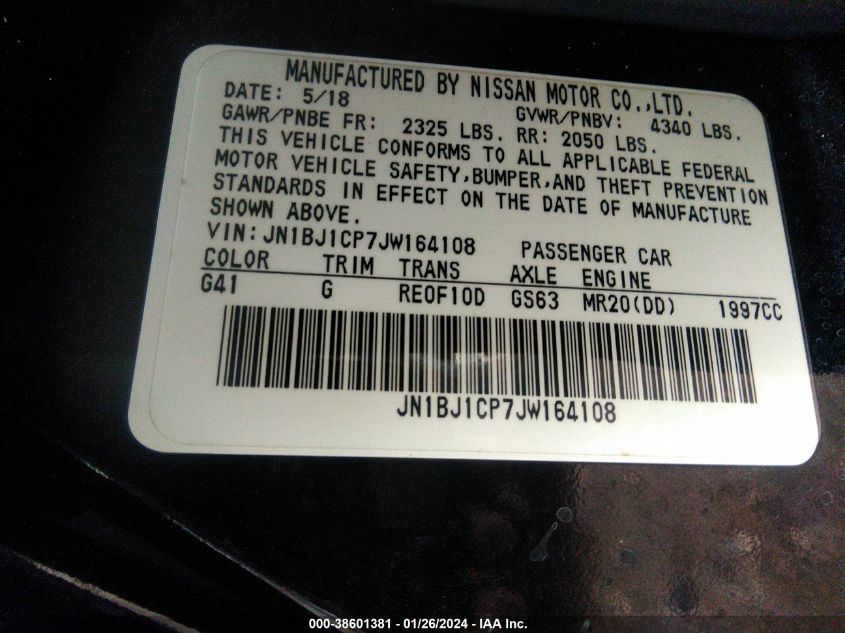 MANUFACTURED BY NISSAN MOTOR CO.,LTD.
DATE: 5/18 GVWR/PNBV: 4340 LBS.
GAWR/PNBE FR: 2325 LBS. RR: 2050 LBS.
THIS VEHICLE CONFORMS TO ALL APPLICABLE FEDERAL
MOTOR VEHICLE SAFETY,BUMPER,AND THEFT PREVENTION
STANDARDS IN EFFECT ON THE DATE OF MANUFACTURE
SHOWN ABOVE.
VIN:JN1BJ1CP7JW164108 PASSENGER CAR
COLOR TRIM TRANS AXLE ENGINE
G41 G RE0F10D GS63 MR20(DD) 1997CC
JN1BJ1CP7JW164108
000-38601381 - 01/26/2024 - IAA Inc.